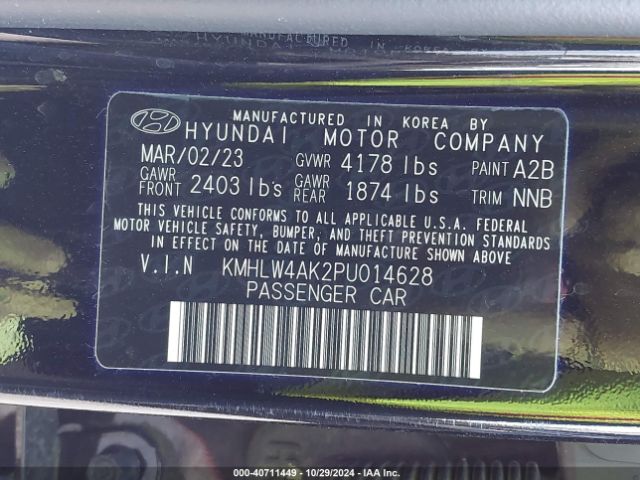 MANUFACTURED IN KOREA BY
HYUNDAI MOTOR COMPANY
MAR/02/23 GVWR 4178 lbs PAINT A2B
GAWR FRONT 2403 lbs GAWR REAR 1874 lbs TRIM NNB
THIS VEHICLE CONFORMS TO ALL APPLICABLE U.S.A. FEDERAL
MOTOR VEHICLE SAFETY, BUMPER, AND THEFT PREVENTION
STANDARDS IN EFFECT ON THE DATE OF MANUFACTURE SHOWN ABOVE
V.I.N KMHLW4AK2PU014628
PASSENGER CAR
000-40711449 - 10/29/2024 - IAAI.COM